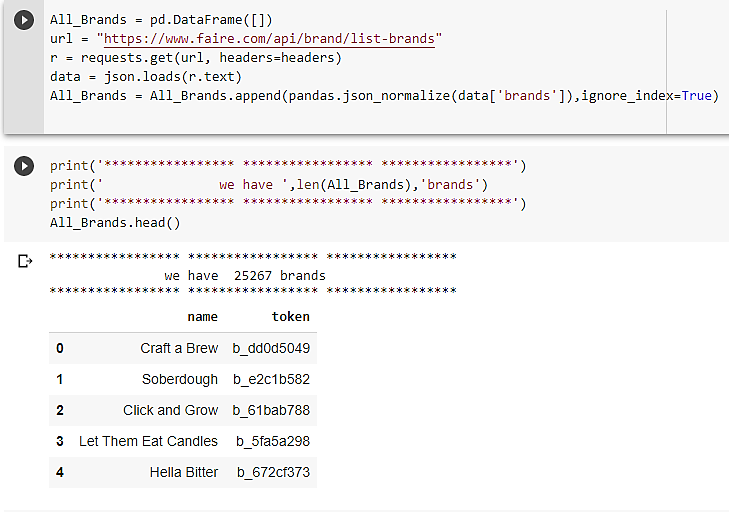 All_Brands = pd.DataFrame([])
url = "https://www.faire.com/api/brand/list-brands"
r = requests.get(url, headers=headers)
data = json.loads(r.text)
All_Brands = All_Brands.append(pandas.json_normalize(data['brands']),ignore_index=True)
print('***************** ***************** *****************')
print('               we have ',len(All_Brands),'brands')
print('***************** ***************** *****************')
All_Brands.head()
***************** ***************** *****************
               we have  25267 brands
***************** ***************** *****************
name token
0 Craft a Brew b_dd0d5049
1 Soberdough b_e2c1b582
2 Click and Grow b_61bab788
3 Let Them Eat Candles b_5fa5a298
4 Hella Bitter b_672cf373